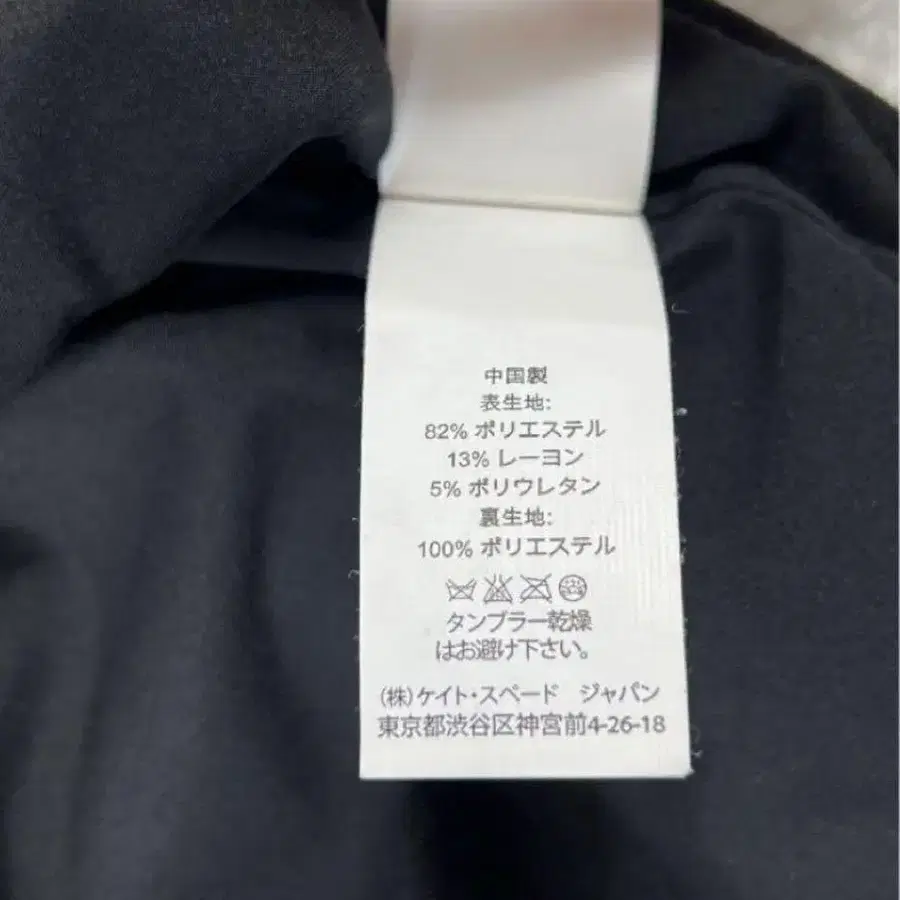 中国製
表生地:
82% ポリエステル
13% レーヨン
5% ポリウレタン
裏生地:
100% ポリエステル
タンブラー乾燥
はお避け下さい。
(株)ケイト・スペード ジャパン
東京都渋谷区神宮前4-26-18